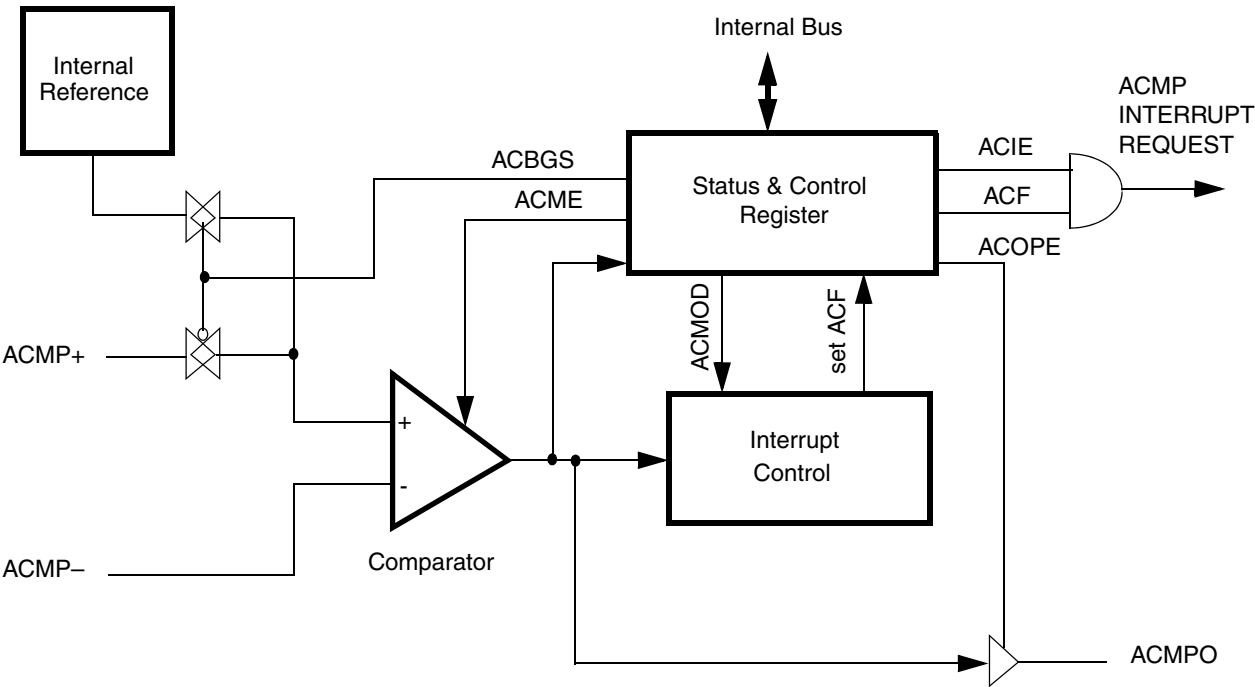 Internal Bus
Internal
Reference
ACMP
INTERRUPT
REQUEST
ACBGS
ACME
Status & Control
Register
ACIE
ACF
ACOPE
ACMOD
set ACF
ACMP+
+
-
Interrupt
Control
Comparator
ACMP–
ACMPO